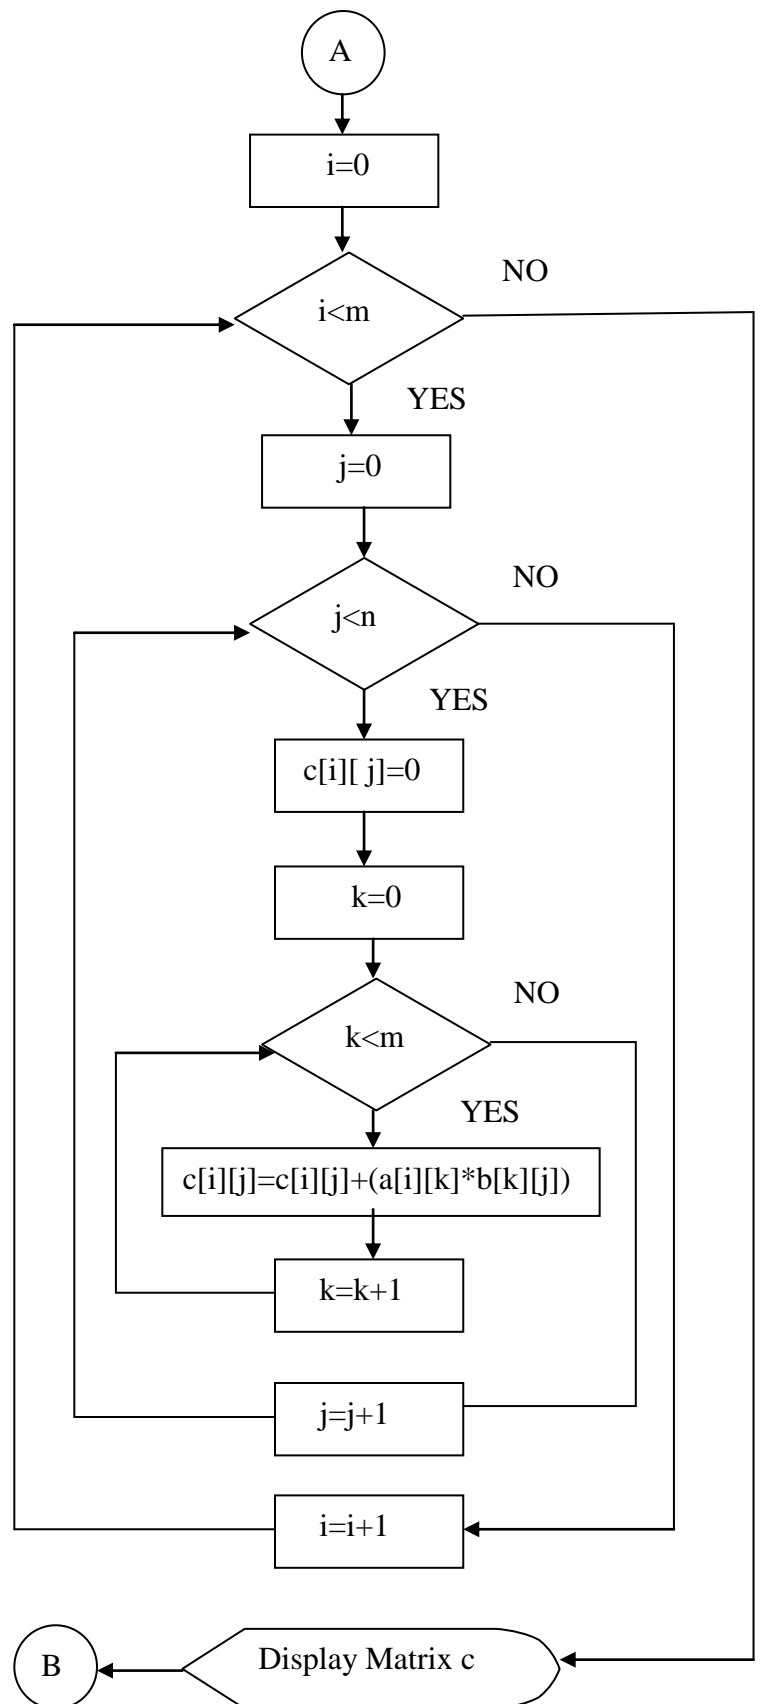 A
i=0
NO
i<m
YES
j=0
NO
j<n
YES
c[i][ j]=0
k=0
NO
k<m
YES
c[i][j]=c[i][j]+(a[i][k]*b[k][j])
k=k+1
j=j+1
i=i+1
Display Matrix c
B